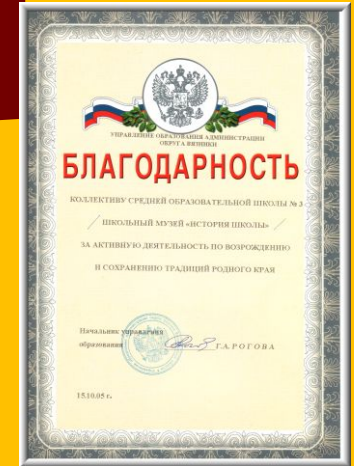 УПРАВЛЕНИЕ ОБРАЗОВАНИЯ АДМИНИСТРАЦИИ
ОКРУГА ВЯЗНИКИ
БЛАГОДАРНОСТЬ
КОЛЛЕКТИВУ СРЕДНЕЙ ОБРАЗОВАТЕЛЬНОЙ ШКОЛЫ № 3
/ ШКОЛЬНЫЙ МУЗЕЙ «ИСТОРИЯ ШКОЛЫ» /
ЗА АКТИВНУЮ ДЕЯТЕЛЬНОСТЬ ПО ВОЗРОЖДЕНИЮ
И СОХРАНЕНИЮ ТРАДИЦИЙ РОДНОГО КРАЯ
Начальник управления
образования Г.А.РОГОВА
15.10.05 г.